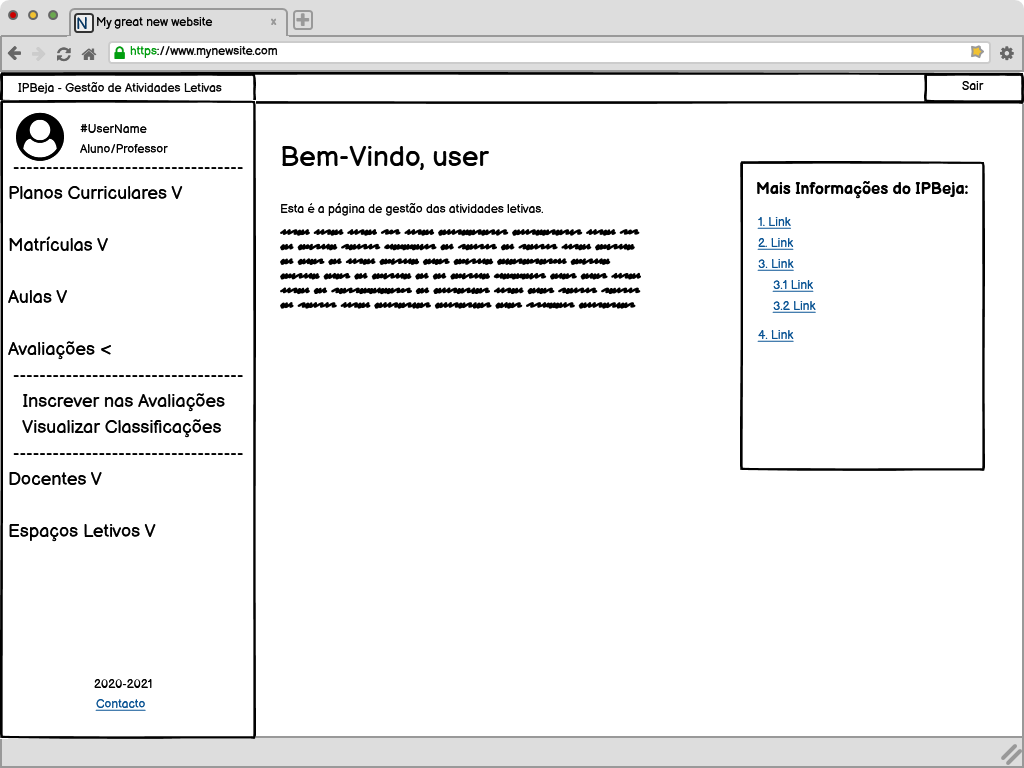 My great new website
x
https://www.mynewsite.com
IPBeja - Gestão de Atividades Letivas
Sair
#UserName
Aluno/Professor
Planos Curriculares V
Matrículas V
Aulas V
Avaliações <
Inscrever nas Avaliações
Visualizar Classificações
Docentes V
Espaços Letivos V
2020-2021
Contacto
Bem-Vindo, user
Esta é a página de gestão das atividades letivas.
Mais Informações do IPBeja:
1. Link
2. Link
3. Link
3.1 Link
3.2 Link
4. Link